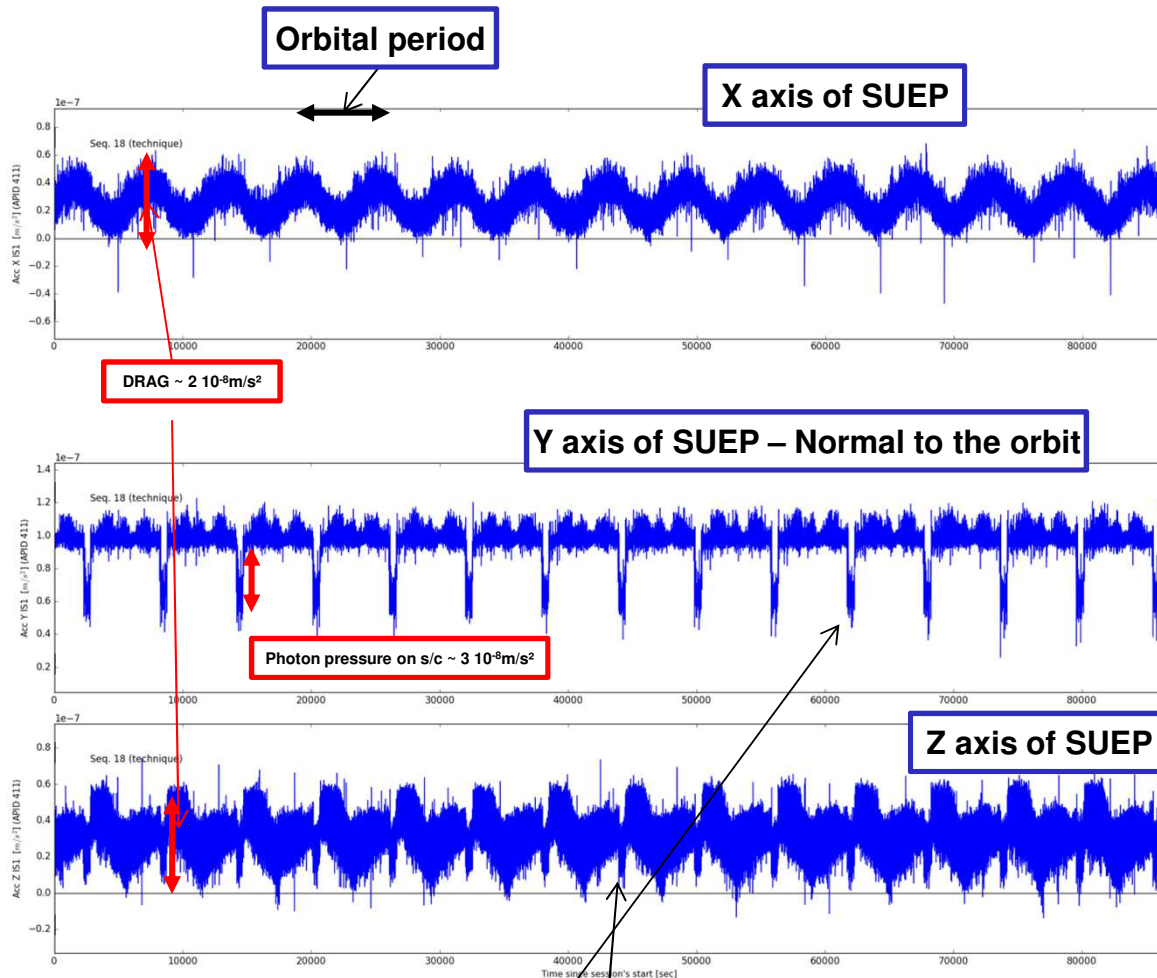 Orbital period
X axis of SUEP
1e-7
Seq. 18 (technique)
0.8
0.6
0.4
0.2
0.0
−0.2
−0.4
−0.6
Acc X IS1 [m/s²] (APID 411)
0 10000 20000 30000 40000 50000 60000 70000 80000
DRAG ~ 2 10⁻⁸m/s²
Y axis of SUEP – Normal to the orbit
1e-7
Seq. 18 (technique)
1.4
1.2
1.0
0.8
0.6
0.4
0.2
Acc Y IS1 [m/s²] (APID 411)
Photon pressure on s/c ~ 3 10⁻⁸m/s²
0 10000 20000 30000 40000 50000 60000 70000 80000
Z axis of SUEP
1e-7
Seq. 18 (technique)
0.8
0.6
0.4
0.2
0.0
−0.2
Acc Z IS1 [m/s²] (APID 411)
0 10000 20000 30000 40000 50000 60000 70000 80000
Time since session's start [sec]